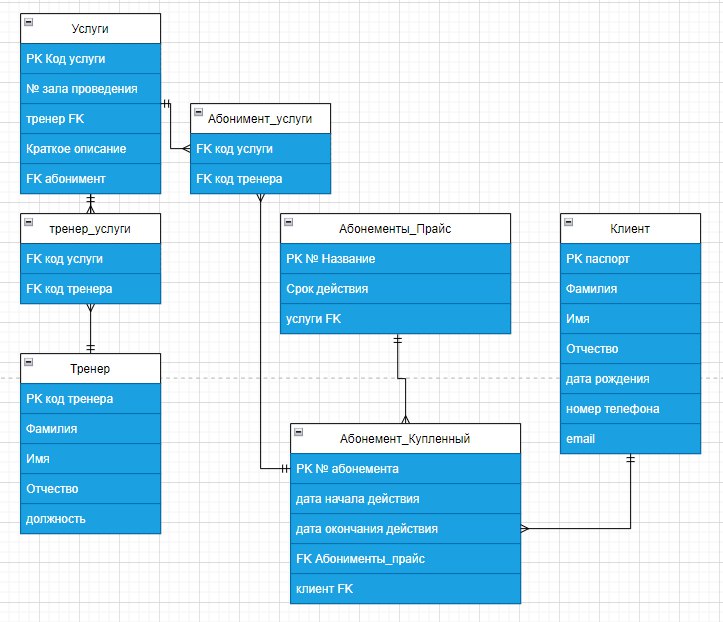 Услуги
PK Код услуги
№ зала проведения
тренер FK
Краткое описание
FK абонимент
Абонимент_услуги
FK код услуги
FK код тренера
тренер_услуги
FK код услуги
FK код тренера
Абонементы_Прайс
PK № Название
Срок действия
услуги FK
Клиент
PK паспорт
Фамилия
Имя
Отчество
дата рождения
номер телефона
email
Тренер
PK код тренера
Фамилия
Имя
Отчество
должность
Абонемент_Купленный
PK № абонемента
дата начала действия
дата окончания действия
FK Абонименты_прайс
клиент FK